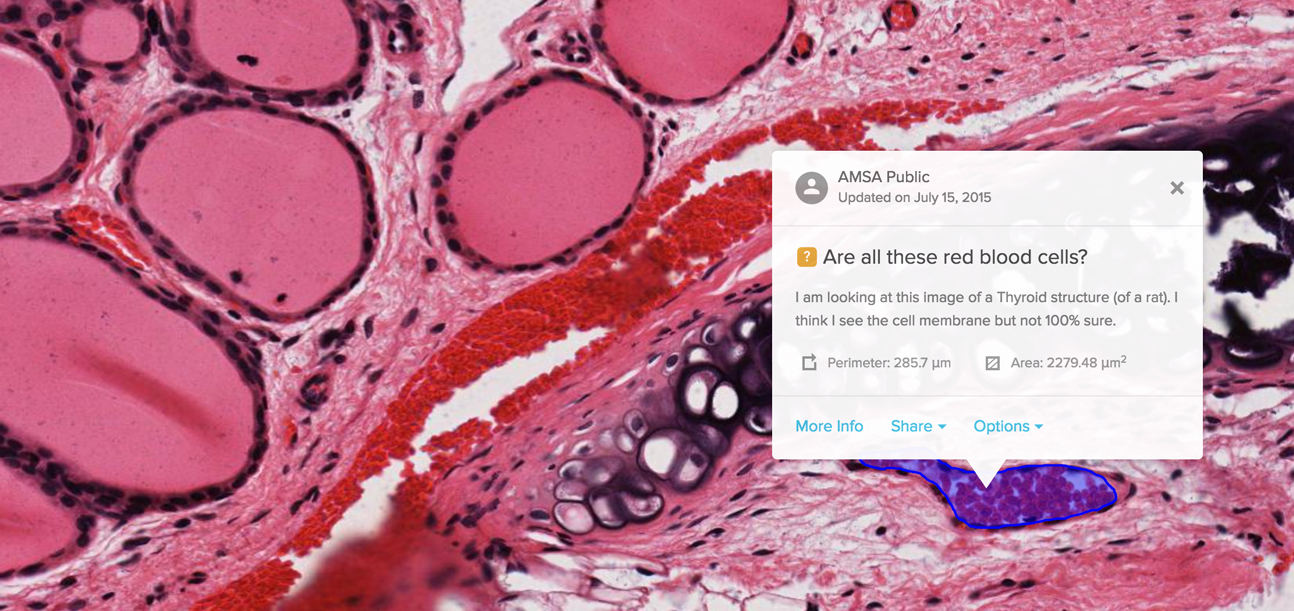 AMSA Public
Updated on July 15, 2015
? Are all these red blood cells?
I am looking at this image of a Thyroid structure (of a rat). I
think I see the cell membrane but not 100% sure.
Perimeter: 285.7 μm Area: 2279.48 μm²
More Info Share Options